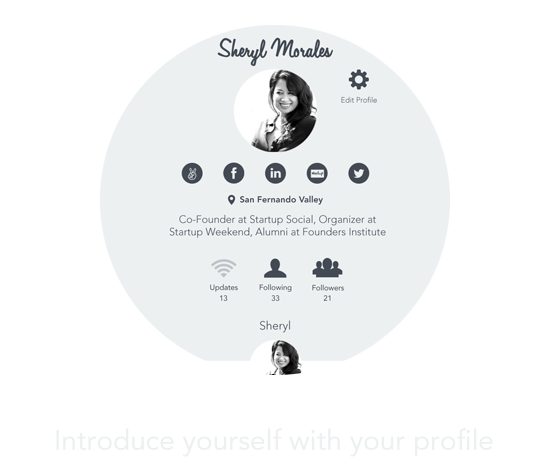 Sheryl Morales
Edit Profile
San Fernando Valley
Co-Founder at Startup Social, Organizer at
Startup Weekend, Alumni at Founders Institute
Updates Following Followers
13 33 21
Sheryl
Introduce yourself with your profile